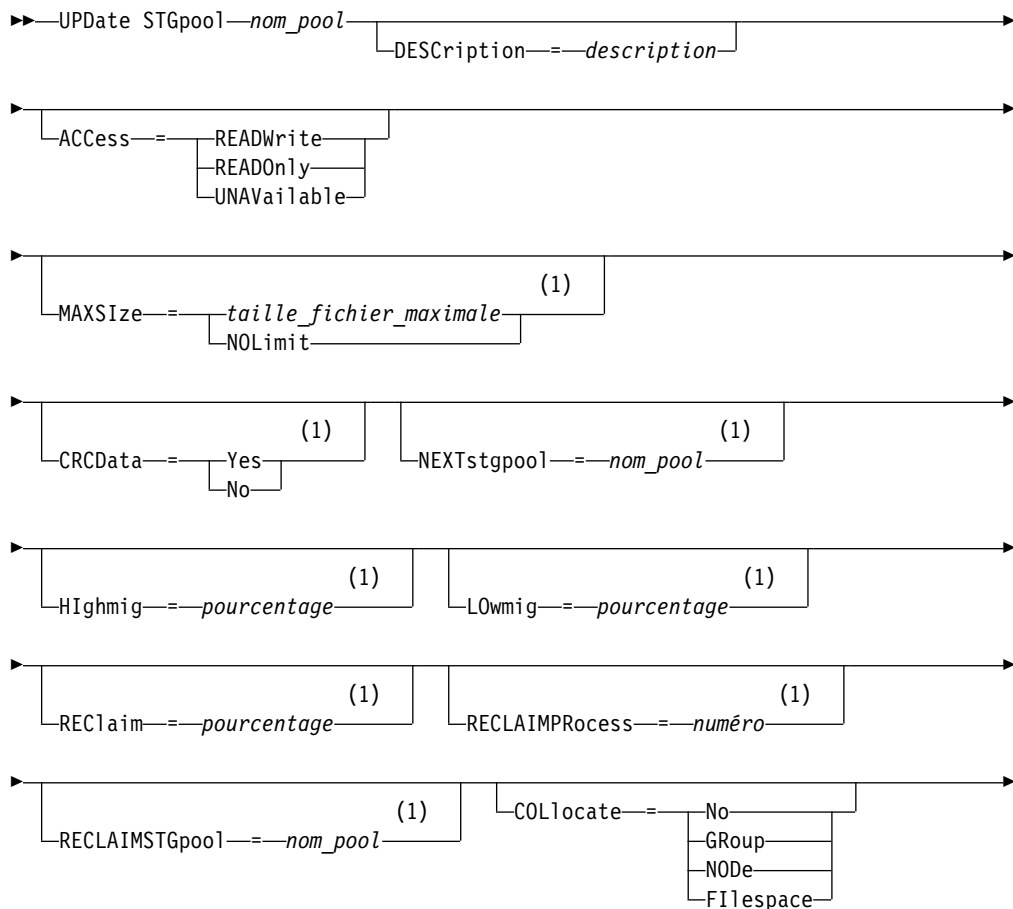 UPDate STGpool nom_pool
DESCription = description
ACCess = READWrite
READOnly
UNAVailable
(1)
MAXSIze = taille_fichier_maximale
NOLimit
(1) (1)
CRCData = Yes NEXTstgpool = nom_pool
No
(1) (1)
HIghmig = pourcentage LOwmig = pourcentage
(1) (1)
REClaim = pourcentage RECLAIMPRocess = numéro
(1) COLlocate = No
RECLAIMSTGpool = nom_pool GRoup
NODe
FIlespace